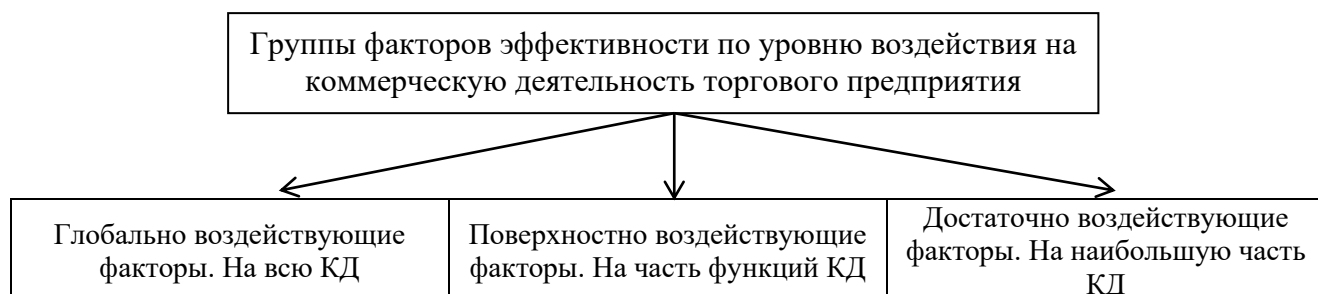 Группы факторов эффективности по уровню воздействия на
коммерческую деятельность торгового предприятия
Глобально воздействующие
факторы. На всю КД
Поверхностно воздействующие
факторы. На часть функций КД
Достаточно воздействующие
факторы. На наибольшую часть
КД